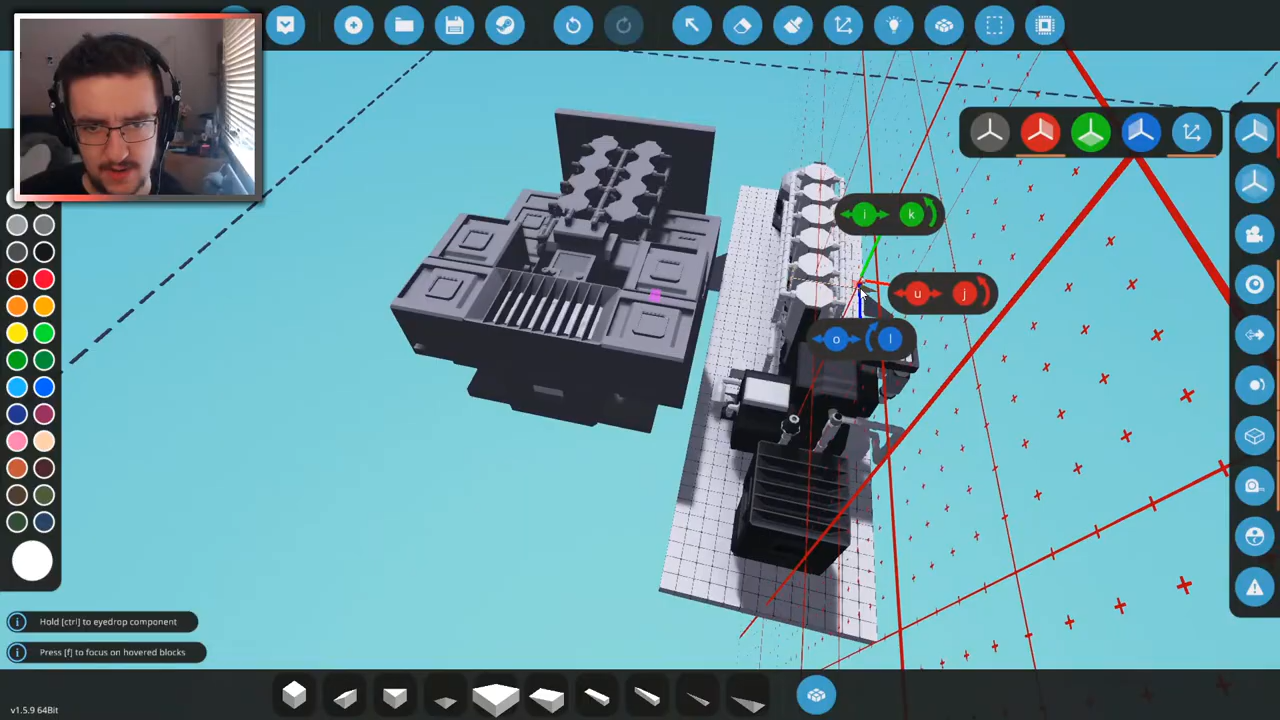 i k
u j
o l
Hold [ctrl] to eyedrop component
Press [f] to focus on hovered blocks
v1.5.9 64Bit